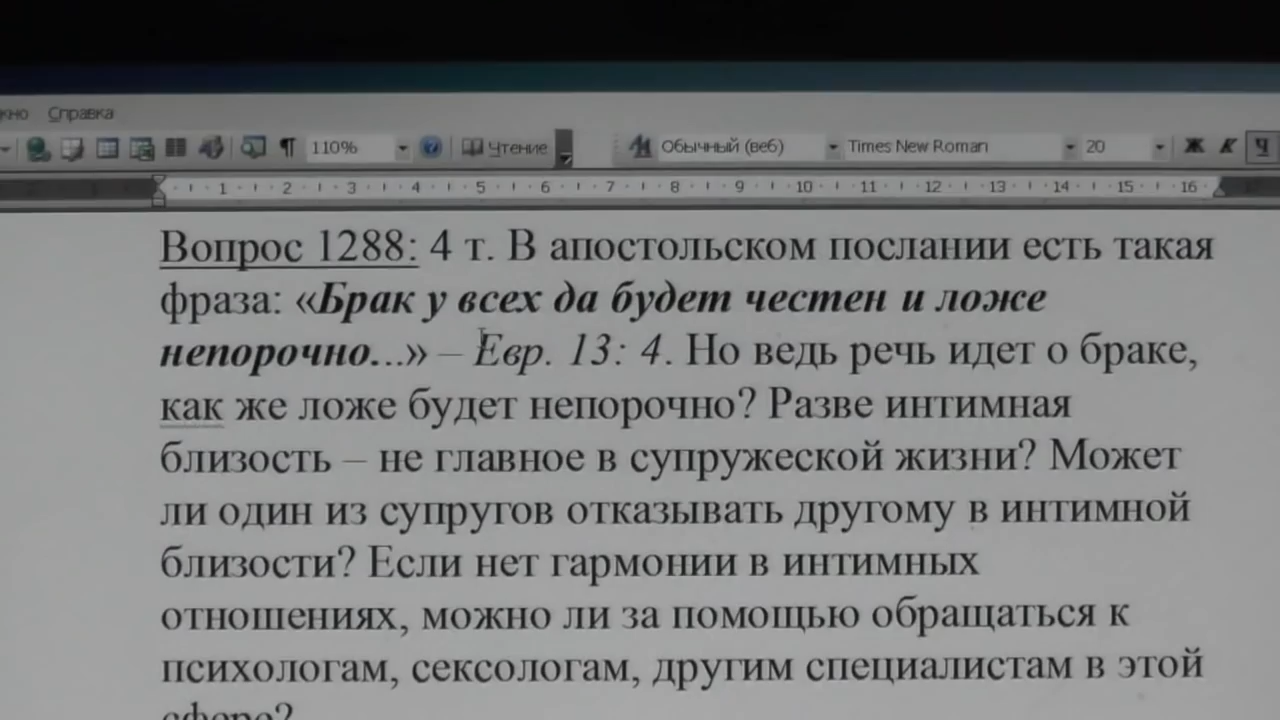 кно Справка
110% Чтение Обычный (веб) Times New Roman 20 Ж К Ч
1 2 3 4 5 6 7 8 9 10 11 12 13 14 15 16
Вопрос 1288: 4 т. В апостольском послании есть такая
фраза: «Брак у всех да будет честен и ложе
непорочно...» – Евр. 13: 4. Но ведь речь идет о браке,
как же ложе будет непорочно? Разве интимная
близость – не главное в супружеской жизни? Может
ли один из супругов отказывать другому в интимной
близости? Если нет гармонии в интимных
отношениях, можно ли за помощью обращаться к
психологам, сексологам, другим специалистам в этой
сфере?